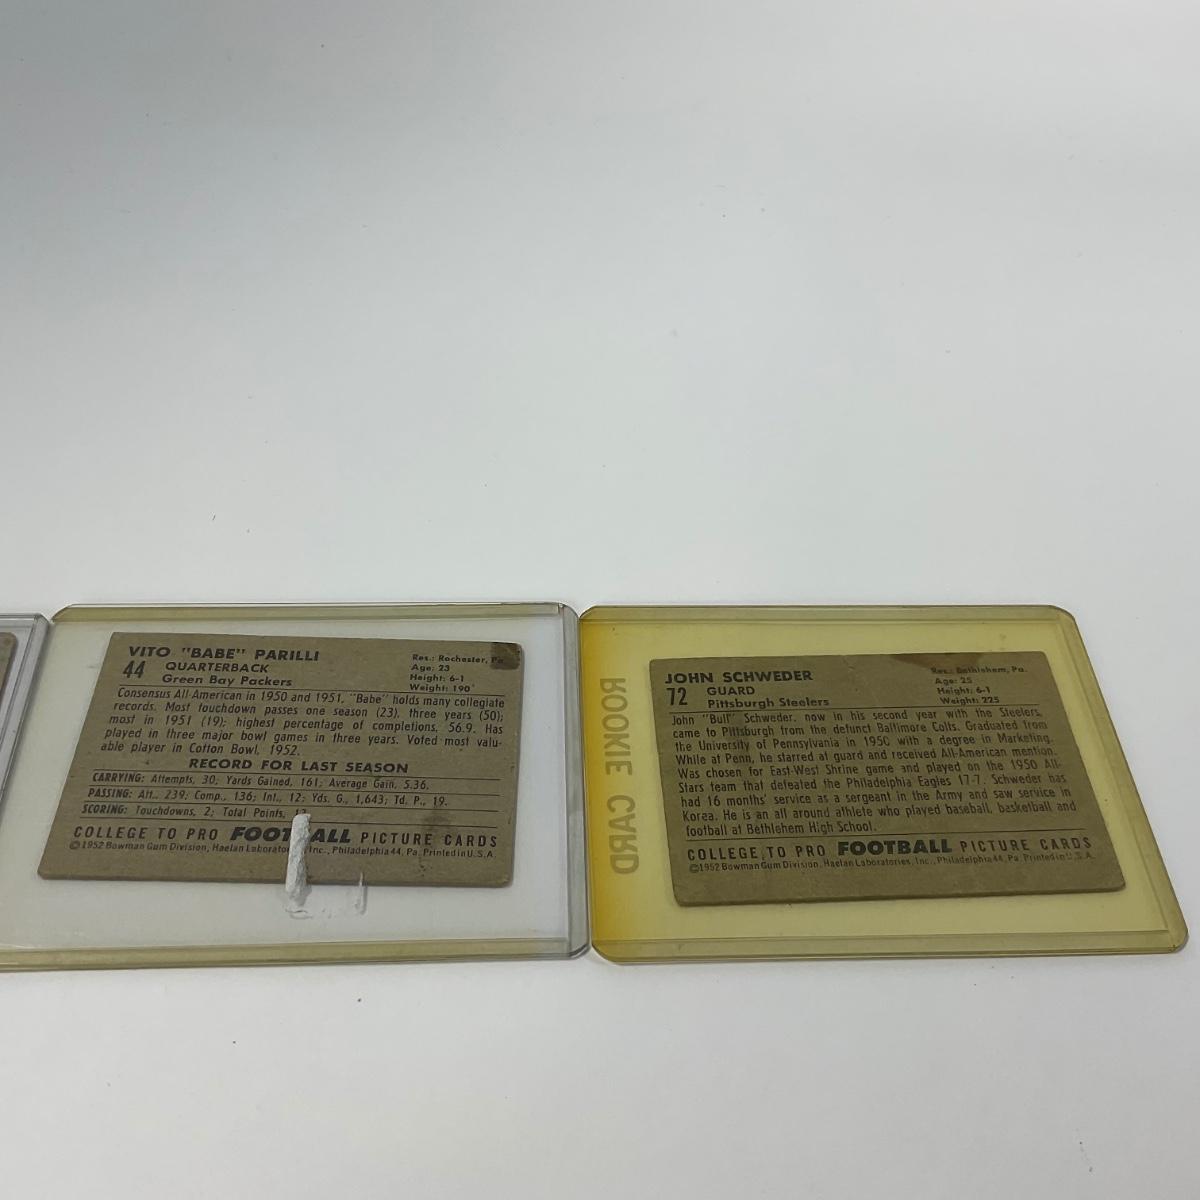 VITO "BABE" PARILLI
44 QUARTERBACK
Green Bay Packers
Res.: Rochester, Pa.
Age: 23
Height: 6-1
Weight: 190
Consensus All-American in 1950 and 1951, "Babe" holds many collegiate
records. Most touchdown passes one season (23), three years (50);
most in 1951 (19); highest percentage of completions, 56.9. Has
played in three major bowl games in three years. Voted most valu-
able player in Cotton Bowl, 1952.
RECORD FOR LAST SEASON
CARRYING: Attempts, 30; Yards Gained, 161; Average Gain, 5.36.
PASSING: Att., 239; Comp., 136; Int., 12; Yds. G., 1,643; Td. P., 19.
SCORING: Touchdowns, 2; Total Points,
COLLEGE TO PRO FOOTBALL PICTURE CARDS
©1952 Bowman Gum Division, Haelan Laboratories, Inc., Philadelphia 44, Pa. Printed in U.S.A.
ROOKIE CARD
JOHN SCHWEDER
72 GUARD
Pittsburgh Steelers
Res.: Bethlehem, Pa.
Age: 25
Height: 6-1
Weight: 225
John "Bull" Schweder, now in his second year with the Steelers,
came to Pittsburgh from the defunct Baltimore Colts. Graduated from
the University of Pennsylvania in 1950 with a degree in Marketing.
While at Penn, he starred at guard and received All-American mention.
Was chosen for East-West Shrine game and played on the 1950 All-
Stars team that defeated the Philadelphia Eagles 17-7. Schweder has
had 16 months' service as a sergeant in the Army and saw service in
Korea. He is an all around athlete who played baseball, basketball and
football at Bethlehem High School.
COLLEGE TO PRO FOOTBALL PICTURE CARDS
©1952 Bowman Gum Division, Haelan Laboratories, Inc., Philadelphia 44, Pa. Printed in U.S.A.